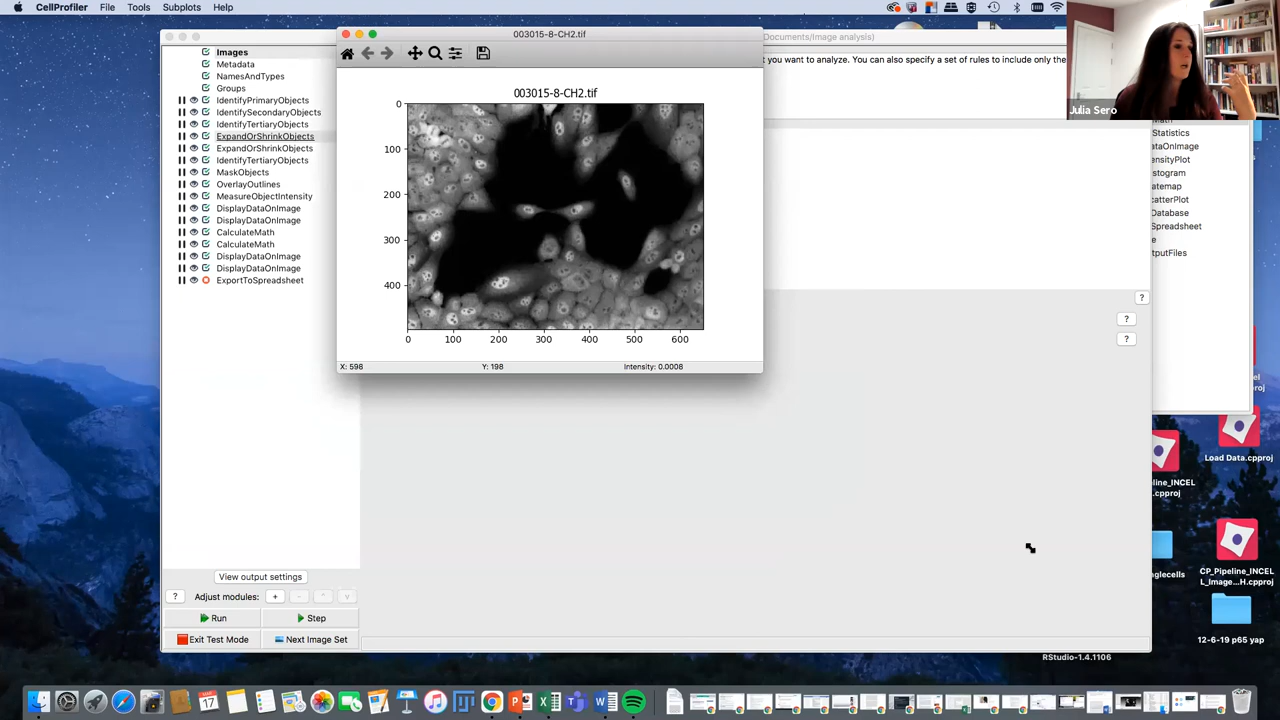 CellProfiler File Tools Subplots Help
003015-8-CH2.tif
Documents/Image analysis)
Images
Metadata
NamesAndTypes
Groups
IdentifyPrimaryObjects
IdentifySecondaryObjects
IdentifyTertiaryObjects
ExpandOrShrinkObjects
ExpandOrShrinkObjects
IdentifyTertiaryObjects
MaskObjects
OverlayOutlines
MeasureObjectIntensity
DisplayDataOnImage
DisplayDataOnImage
CalculateMath
CalculateMath
DisplayDataOnImage
DisplayDataOnImage
ExportToSpreadsheet
t you want to analyze. You can also specify a set of rules to include only the
003015-8-CH2.tif
0
100
200
300
400
0 100 200 300 400 500 600
X: 598 Y: 198 Intensity: 0.0008
Julia Sero
Statistics
ataOnImage
ensityPlot
stogram
atemap
catterPlot
Database
Spreadsheet
e
tputFiles
?
?
?
View output settings
? Adjust modules: + - ^ v
Run Step
Exit Test Mode Next Image Set
Load Data.cpproj
ine_INCEL
.cpproj)
CP_Pipeline_INCEL
L_Image...H.cpproj
nglecells
12-6-19 p65 yap
RStudio-1.4.1106
MAR
17